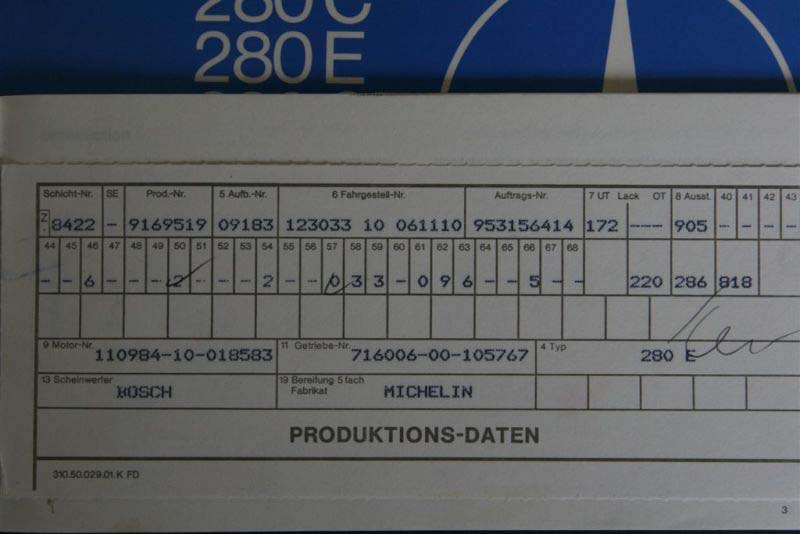 280 C
280 E
Schicht-Nr. SE Prod.-Nr. 5 Aufb.-Nr. 6 Fahrgestell-Nr. Auftrags-Nr. 7 UT Lack OT 8 Ausst. 40 41 42 43
Z 8422 - 9169519 09183 123033 10 061110 953156414 172 ---- 905 - - -
44 45 46 47 48 49 50 51 52 53 54 55 56 57 58 59 60 61 62 63 64 65 66 67 68
- - 6 - - - 2 - - - 2 - - 0 3 3 - 0 9 6 - - 5 - - 220 286 818
9 Motor-Nr. 110984-10-018583 11 Getriebe-Nr. 716006-00-105767 4 Typ 280 E
13 Scheinwerfer BOSCH 19 Bereifung 5 fach Fabrikat MICHELIN
PRODUKTIONS-DATEN
310.50.029.01.K FD
3